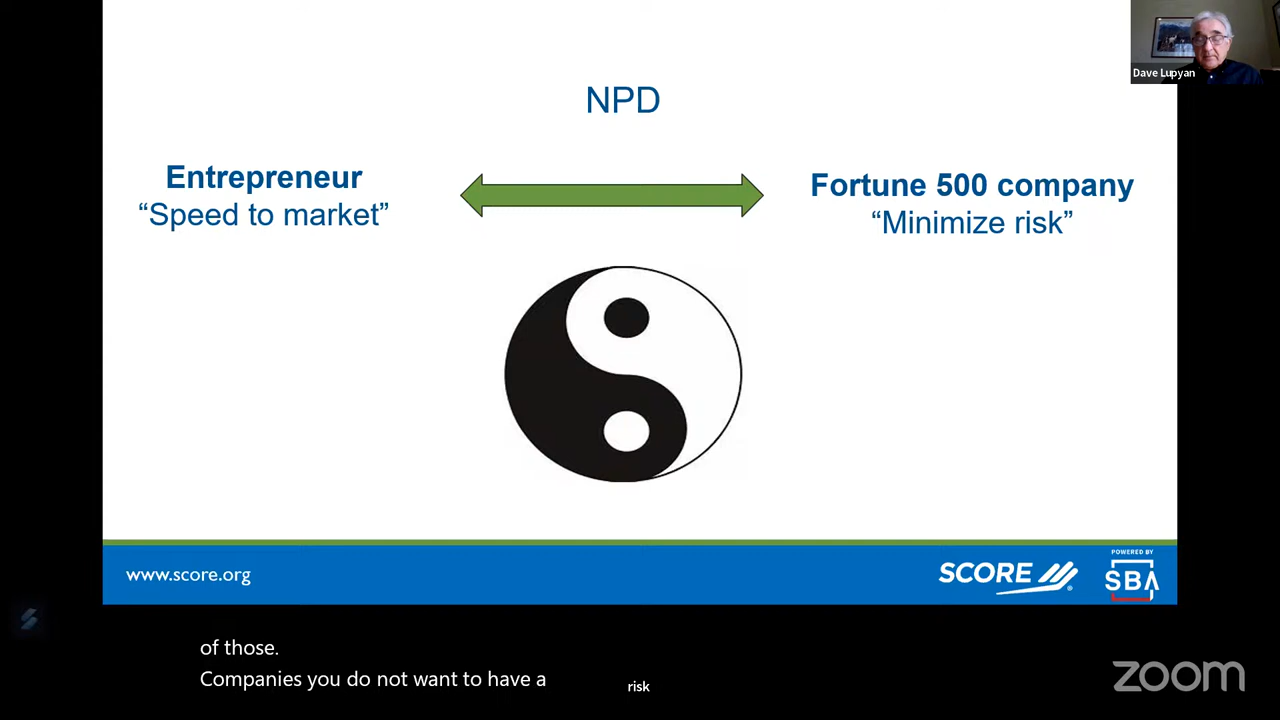 Dave Lupyan
NPD
Entrepreneur
“Speed to market”
Fortune 500 company
“Minimize risk”
www.score.org
SCORE
®
POWERED BY
SBA
of those.
Companies you do not want to have a
risk
zoom